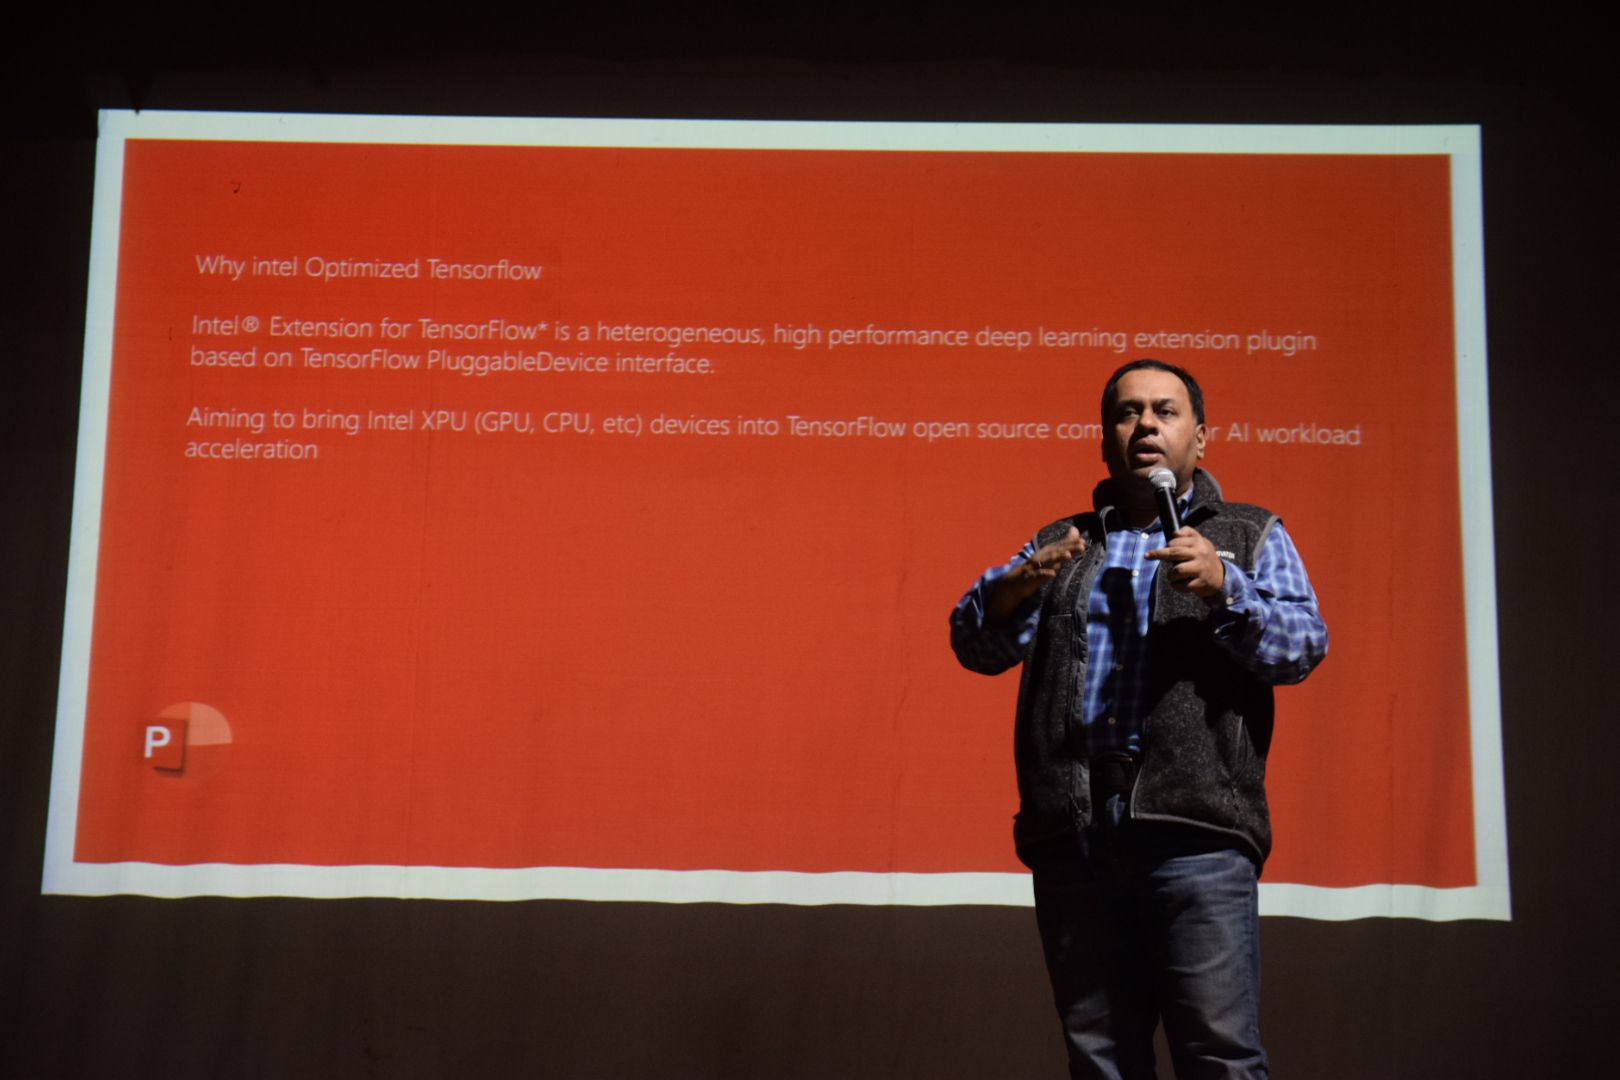 Why intel Optimized Tensorflow
Intel® Extension for TensorFlow* is a heterogeneous, high performance deep learning extension plugin
based on TensorFlow PluggableDevice interface.
Aiming to bring Intel XPU (GPU, CPU, etc) devices into TensorFlow open source com or AI workload
acceleration
P